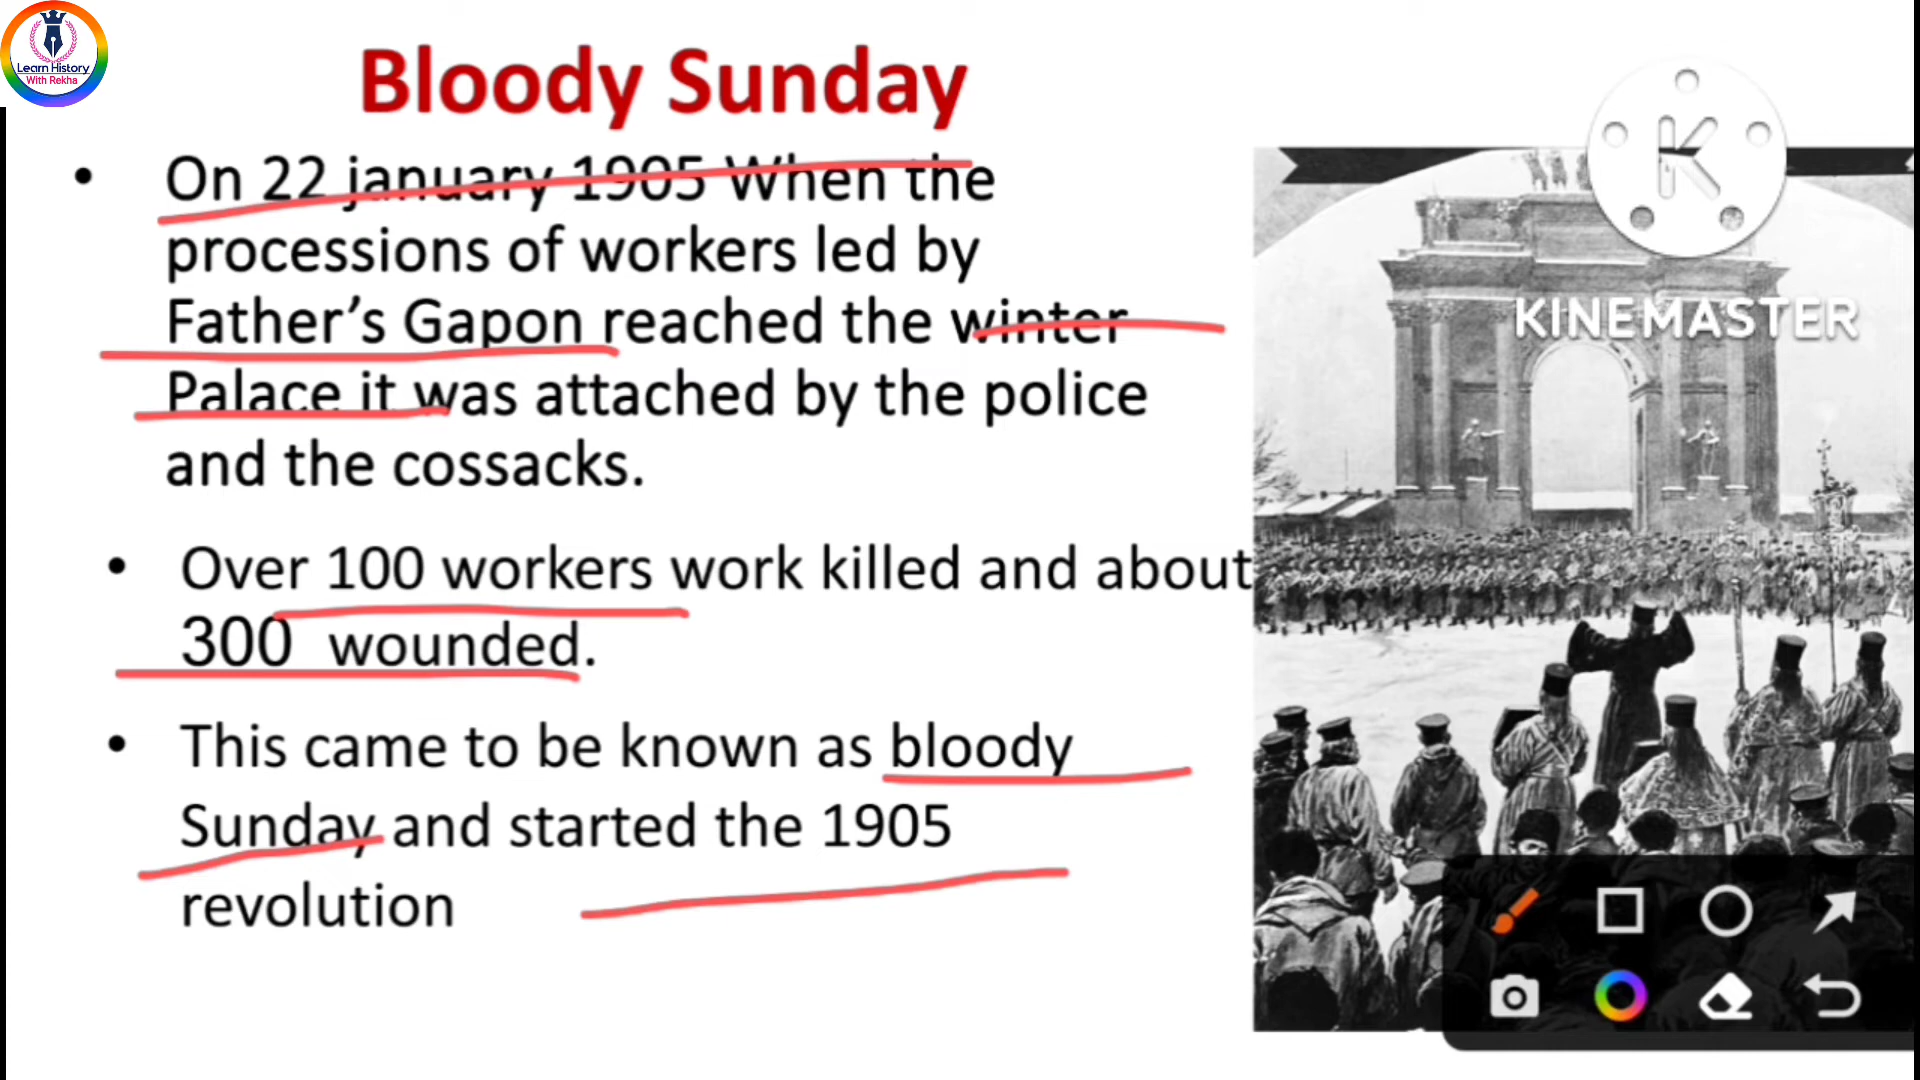 Learn History
With Rekha
Bloody Sunday
• On 22 january 1905 When the
processions of workers led by
Father’s Gapon reached the winter
Palace it was attached by the police
and the cossacks.
• Over 100 workers work killed and about
300 wounded.
• This came to be known as bloody
Sunday and started the 1905
revolution
K
KINEMASTER